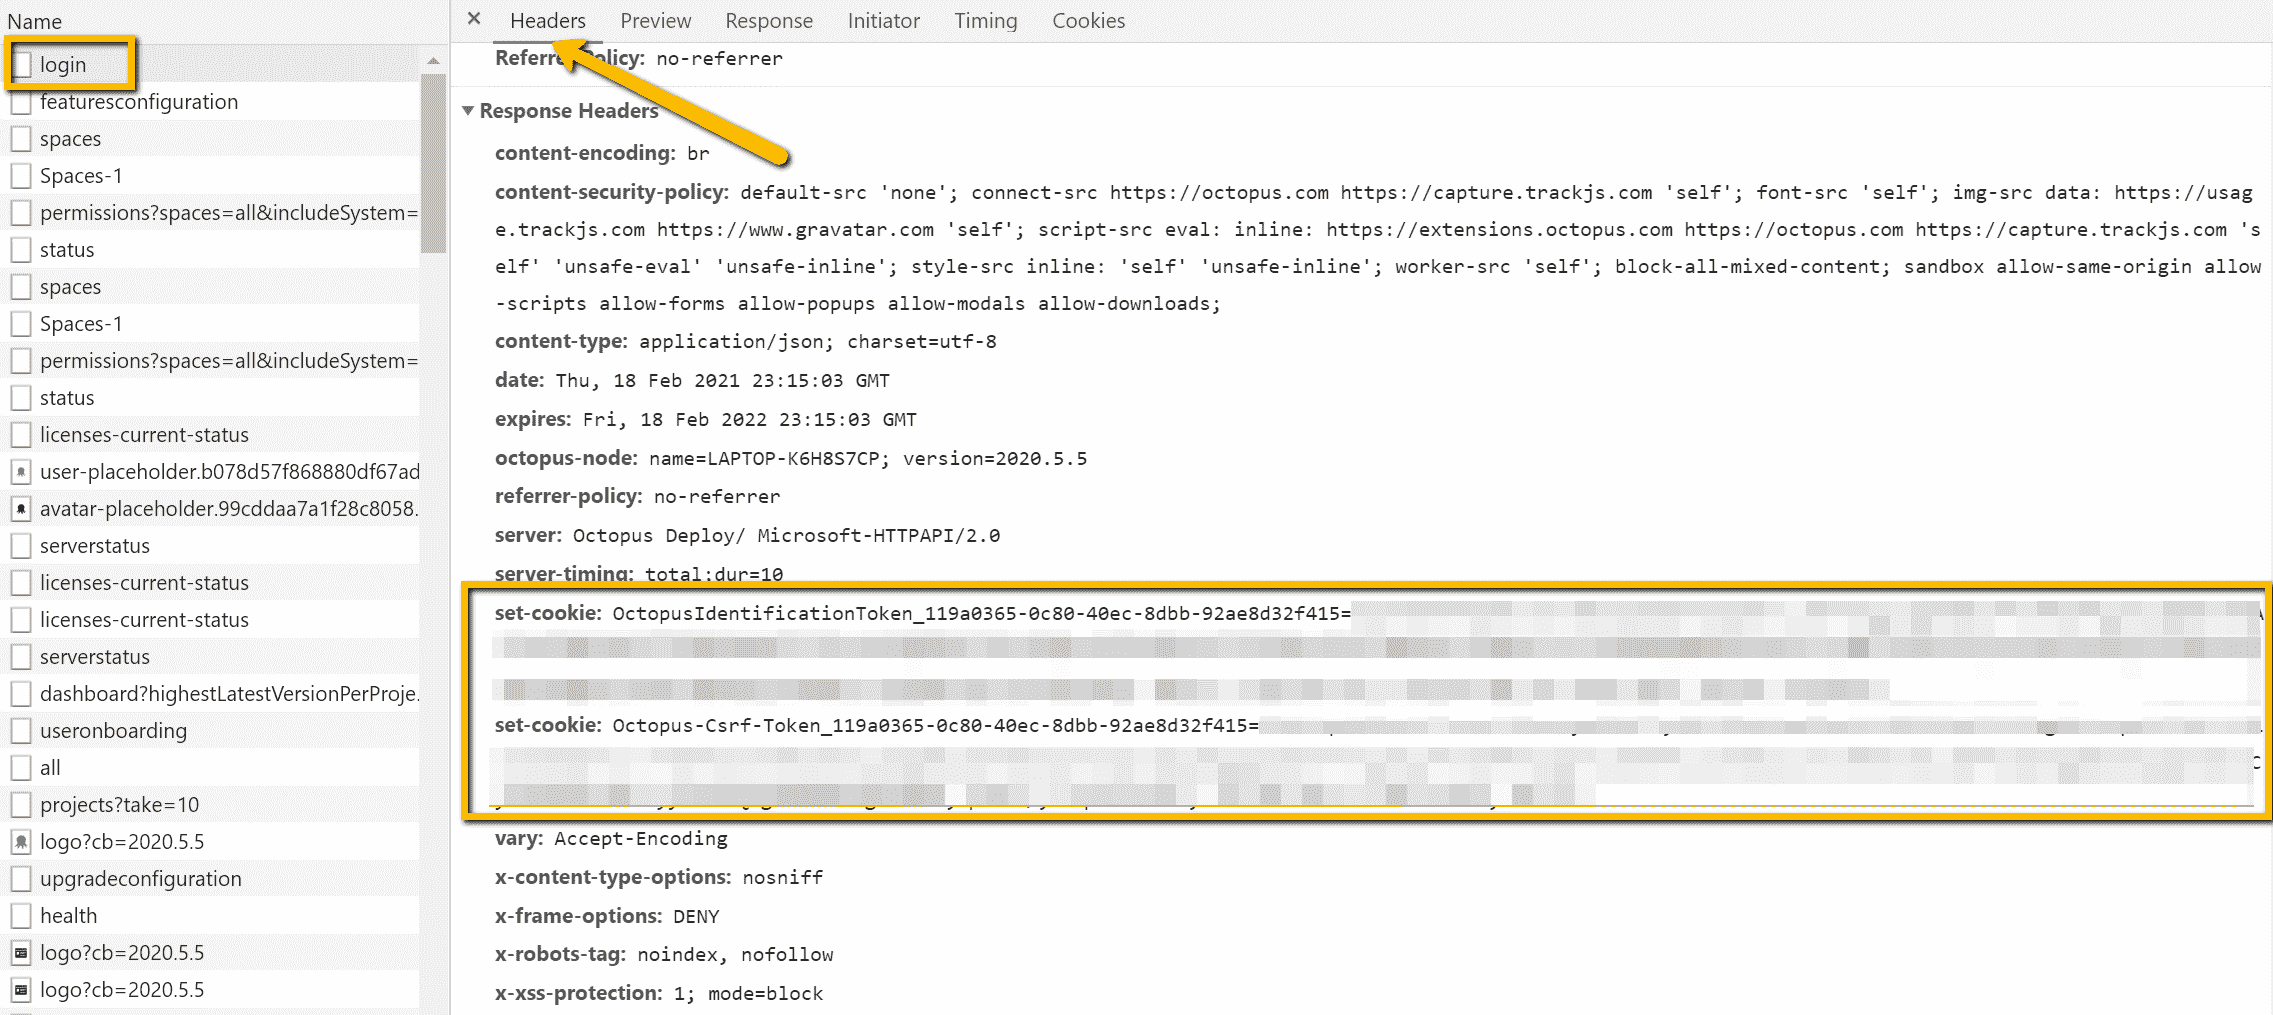 Name
login
featuresconfiguration
spaces
Spaces-1
permissions?spaces=all&includeSystem=
status
spaces
Spaces-1
permissions?spaces=all&includeSystem=
status
licenses-current-status
user-placeholder.b078d57f868880df67ad
avatar-placeholder.99cddaa7a1f28c8058.
serverstatus
licenses-current-status
licenses-current-status
serverstatus
dashboard?highestLatestVersionPerProje.
useronboarding
all
projects?take=10
logo?cb=2020.5.5
upgradeconfiguration
health
logo?cb=2020.5.5
logo?cb=2020.5.5
× Headers Preview Response Initiator Timing Cookies
Referrer Policy: no-referrer
Response Headers
content-encoding: br
content-security-policy: default-src 'none'; connect-src https://octopus.com https://capture.trackjs.com 'self'; font-src 'self'; img-src data: https://usag
e.trackjs.com https://www.gravatar.com 'self'; script-src eval: inline: https://extensions.octopus.com https://octopus.com https://capture.trackjs.com 's
elf' 'unsafe-eval' 'unsafe-inline'; style-src inline: 'self' 'unsafe-inline'; worker-src 'self'; block-all-mixed-content; sandbox allow-same-origin allow
-scripts allow-forms allow-popups allow-modals allow-downloads;
content-type: application/json; charset=utf-8
date: Thu, 18 Feb 2021 23:15:03 GMT
expires: Fri, 18 Feb 2022 23:15:03 GMT
octopus-node: name=LAPTOP-K6H8S7CP; version=2020.5.5
referrer-policy: no-referrer
server: Octopus Deploy/ Microsoft-HTTPAPI/2.0
server-timing: total;dur=10
set-cookie: OctopusIdentificationToken_119a0365-0c80-40ec-8dbb-92ae8d32f415=
set-cookie: Octopus-Csrf-Token_119a0365-0c80-40ec-8dbb-92ae8d32f415=
vary: Accept-Encoding
x-content-type-options: nosniff
x-frame-options: DENY
x-robots-tag: noindex, nofollow
x-xss-protection: 1; mode=block